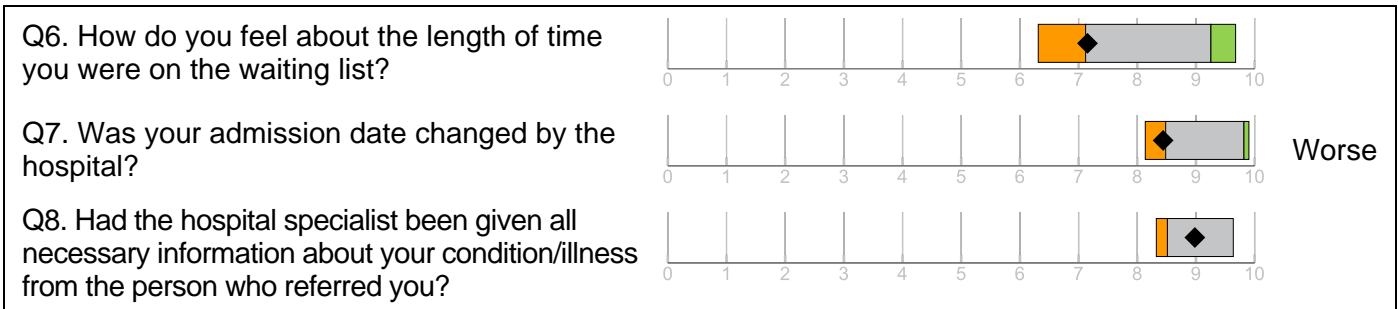 Q6. How do you feel about the length of time
you were on the waiting list?
0 1 2 3 4 5 6 7 8 9 10
Q7. Was your admission date changed by the
hospital?
0 1 2 3 4 5 6 7 8 9 10
Worse
Q8. Had the hospital specialist been given all
necessary information about your condition/illness
from the person who referred you?
0 1 2 3 4 5 6 7 8 9 10